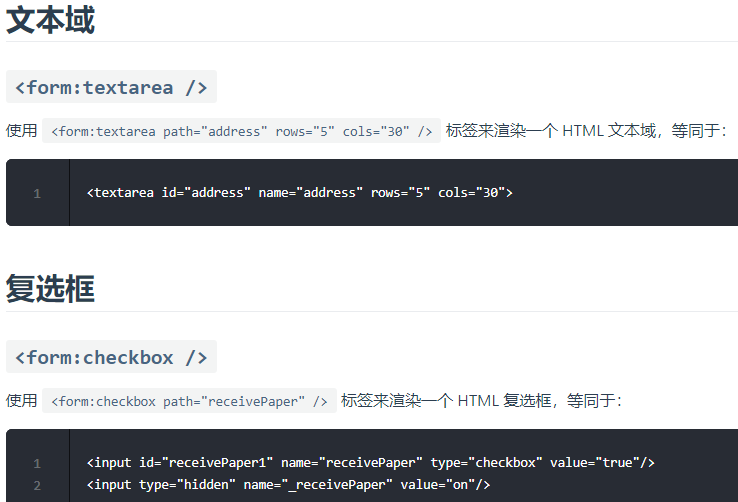 文本域
<form:textarea />
使用 <form:textarea path="address" rows="5" cols="30" /> 标签来渲染一个 HTML 文本域，等同于：
1 <textarea id="address" name="address" rows="5" cols="30">
复选框
<form:checkbox />
使用 <form:checkbox path="receivePaper" /> 标签来渲染一个 HTML 复选框，等同于：
1 <input id="receivePaper1" name="receivePaper" type="checkbox" value="true"/>
2 <input type="hidden" name="_receivePaper" value="on"/>